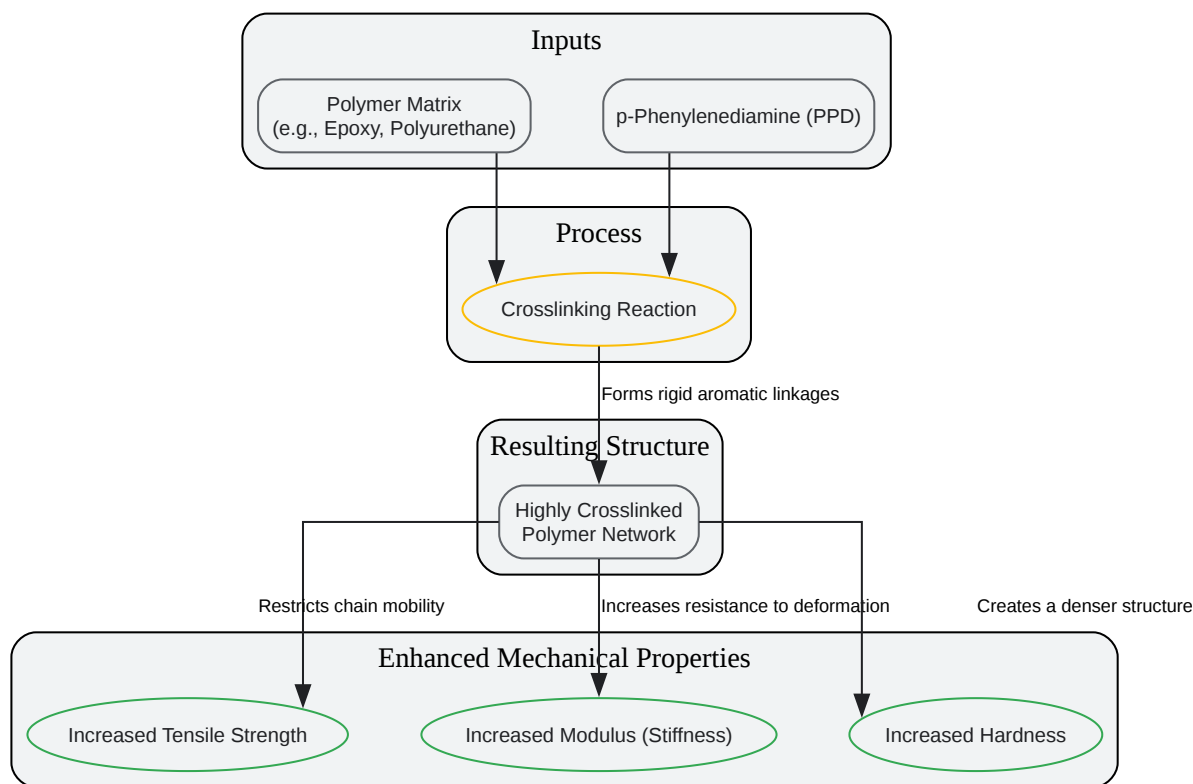 Inputs
Polymer Matrix
(e.g., Epoxy, Polyurethane)
p-Phenylenediamine (PPD)
Process
Crosslinking Reaction
Forms rigid aromatic linkages
Resulting Structure
Highly Crosslinked
Polymer Network
Restricts chain mobility
Increases resistance to deformation
Creates a denser structure
Enhanced Mechanical Properties
Increased Tensile Strength
Increased Modulus (Stiffness)
Increased Hardness